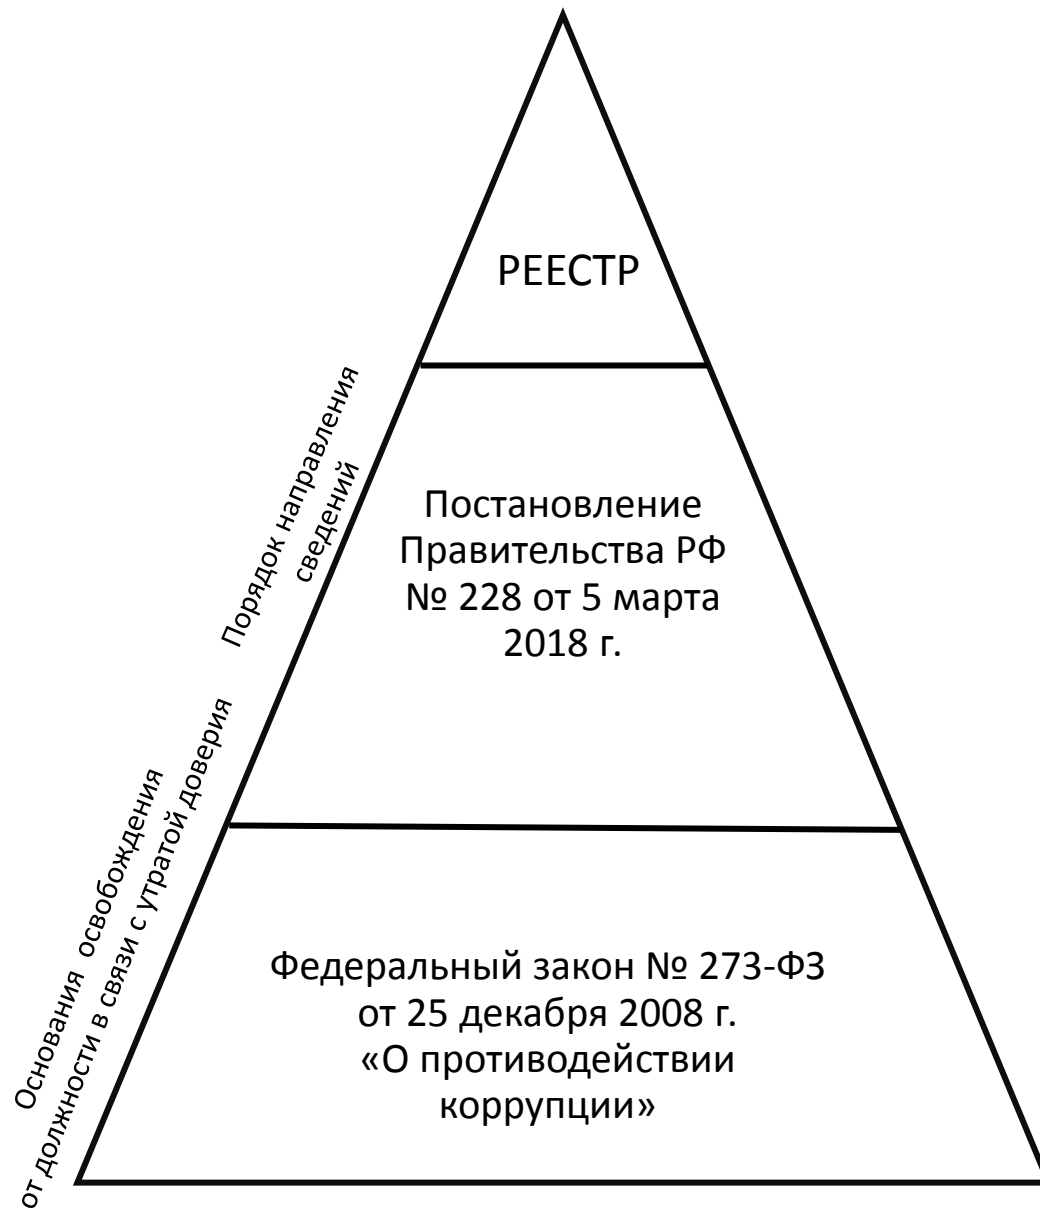 РЕЕСТР
Порядок направления
сведений
Постановление
Правительства РФ
№ 228 от 5 марта
2018 г.
Основания освобождения
от должности в связи с утратой доверия
Федеральный закон № 273-ФЗ
от 25 декабря 2008 г.
«О противодействии
коррупции»